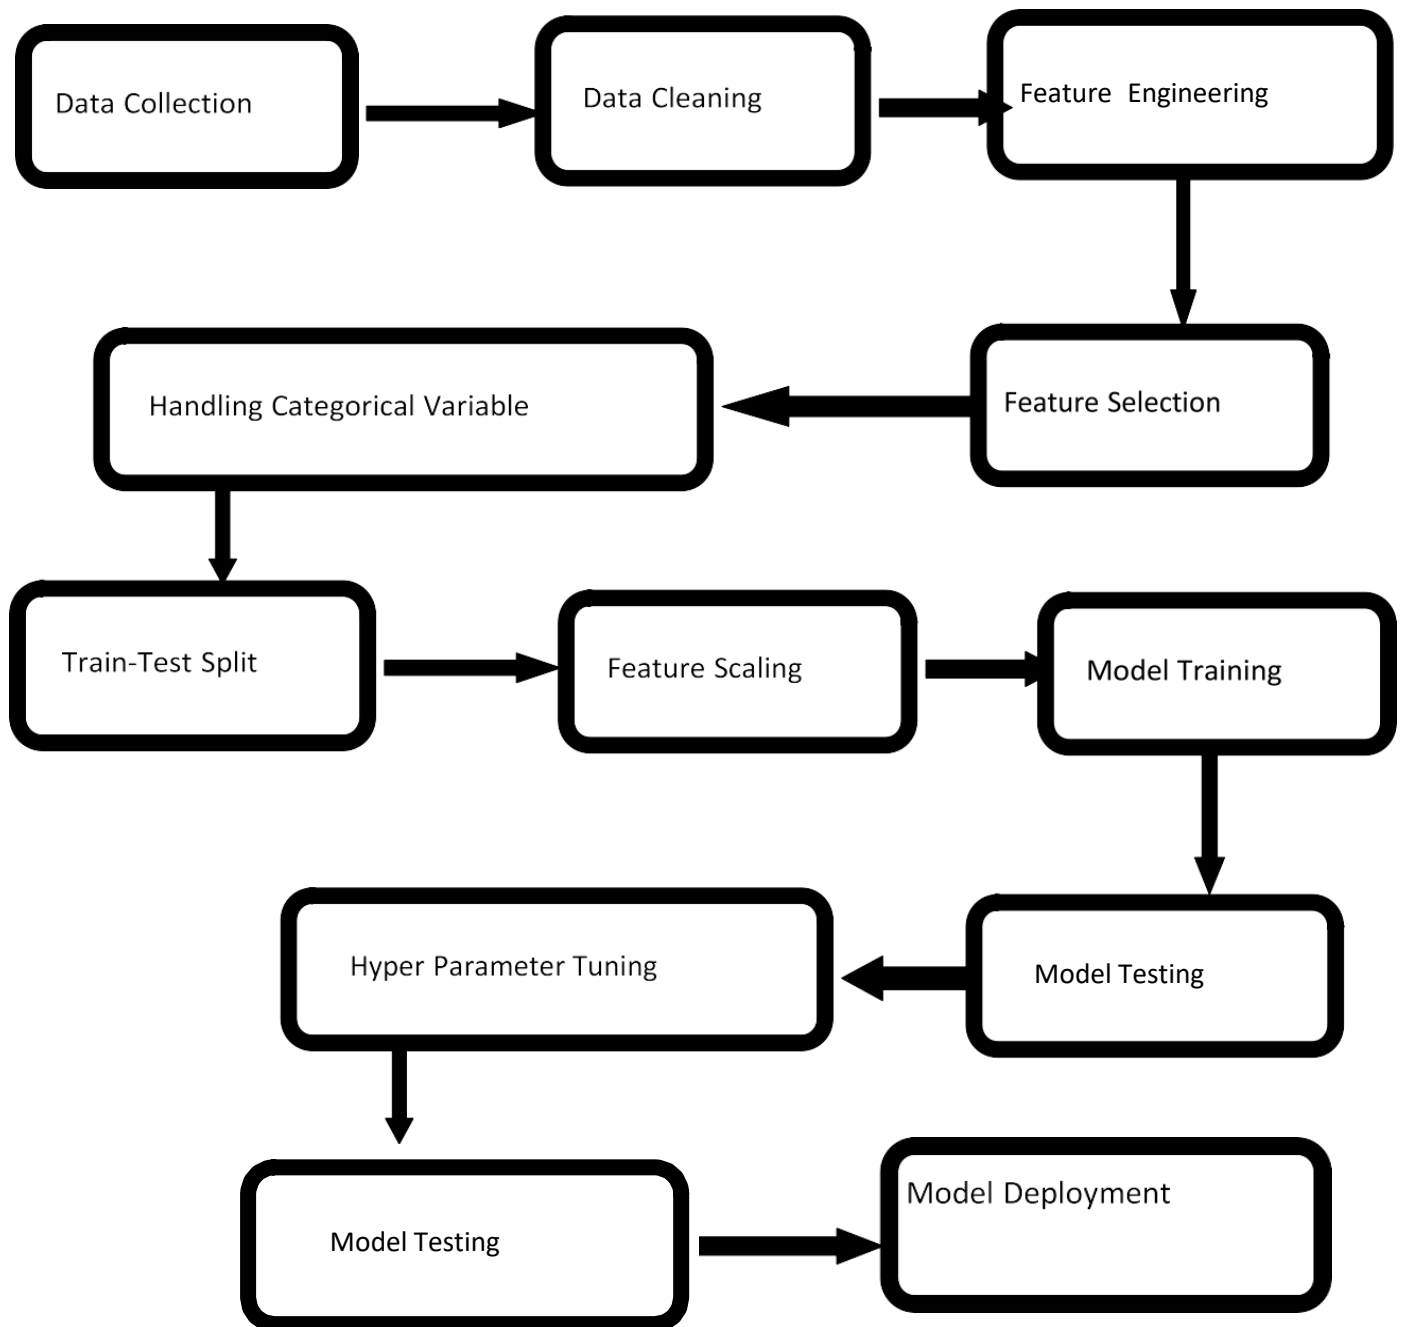 Data Collection
Data Cleaning
Feature  Engineering
Feature Selection
Handling Categorical Variable
Train-Test Split
Feature Scaling
Model Training
Model Testing
Hyper Parameter Tuning
Model Testing
Model Deployment